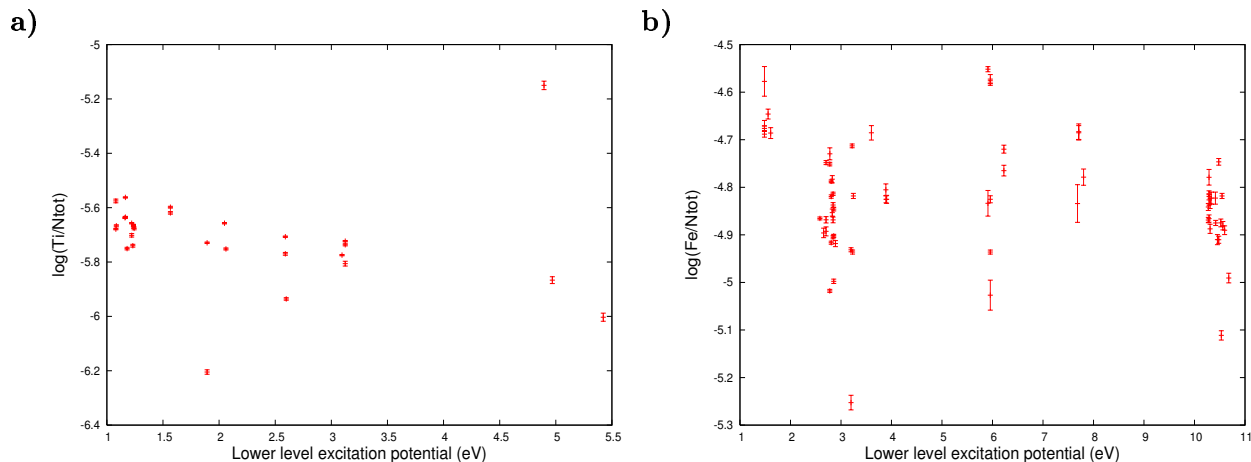 a)
-5
-5.2
-5.4
-5.6
-5.8
-6
-6.2
-6.4
log(Ti/Ntot)
1 1.5 2 2.5 3 3.5 4 4.5 5 5.5
Lower level excitation potential (eV)
b)
-4.5
-4.6
-4.7
-4.8
-4.9
-5
-5.1
-5.2
-5.3
log(Fe/Ntot)
1 2 3 4 5 6 7 8 9 10 11
Lower level excitation potential (eV)